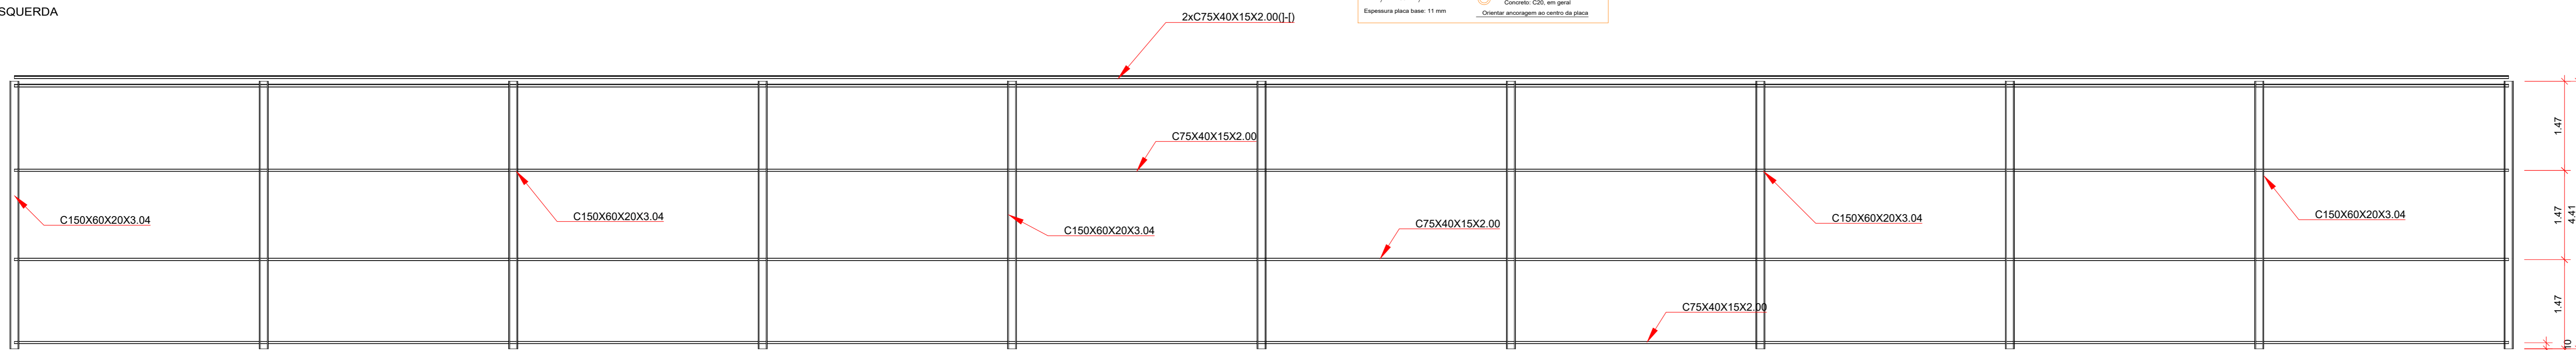 SQUERDA
2xC75X40X15X2.00(]-[)
Espessura placa base: 11 mm
Concreto: C20, em geral
Orientar ancoragem ao centro da placa
C75X40X15X2.00
1.47
C150X60X20X3.04
C150X60X20X3.04
C150X60X20X3.04
C75X40X15X2.00
C150X60X20X3.04
C150X60X20X3.04
1.47
4.41
C75X40X15X2.00
1.47